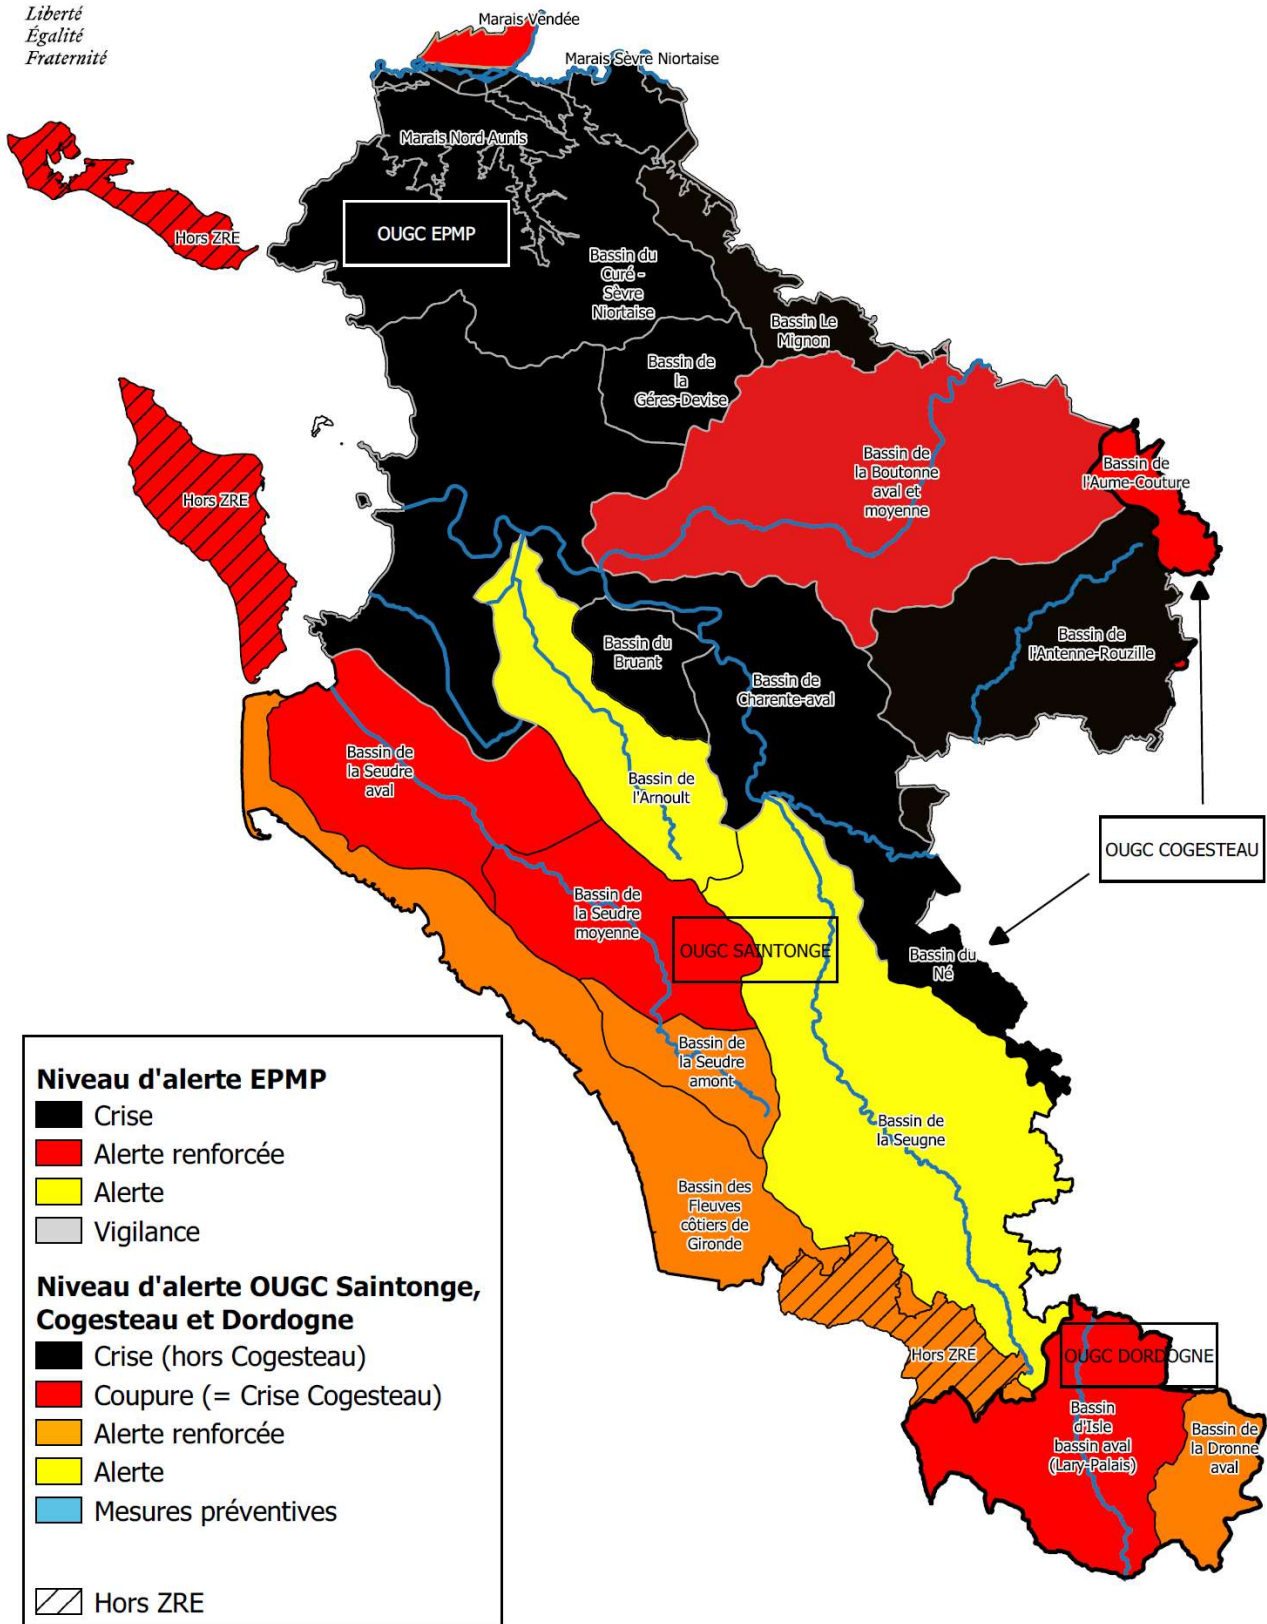 Liberté
Égalité
Fraternité
Marais Vendée
Marais Sèvre Niortaise
Marais Nord Aunis
Hors ZRE
OUGC EPMP
Bassin du
Curé -
Sèvre
Niortaise
Bassin Le
Mignon
Bassin de
la
Géres-Devise
Bassin de
la Boutonne
aval et
moyenne
Bassin de
l'Aume-Couture
Hors ZRE
Bassin du
Bruant
Bassin de
l'Antenne-Rouzille
Bassin de
Charente-aval
Bassin de
la Seudre
aval
Bassin de
l'Arnoult
OUGC COGESTEAU
Bassin de
la Seudre
moyenne
OUGC SAINTONGE
Bassin du
Né
Bassin de
la Seudre
amont
Bassin de
la Seugne
Bassin des
Fleuves
côtiers de
Gironde
Hors ZRE
OUGC DORDOGNE
Bassin
d'Isle
bassin aval
(Lary-Palais)
Bassin de
la Dronne
aval
Niveau d'alerte EPMP
Crise
Alerte renforcée
Alerte
Vigilance
Niveau d'alerte OUGC Saintonge,
Cogesteau et Dordogne
Crise (hors Cogesteau)
Coupure (= Crise Cogesteau)
Alerte renforcée
Alerte
Mesures préventives
Hors ZRE